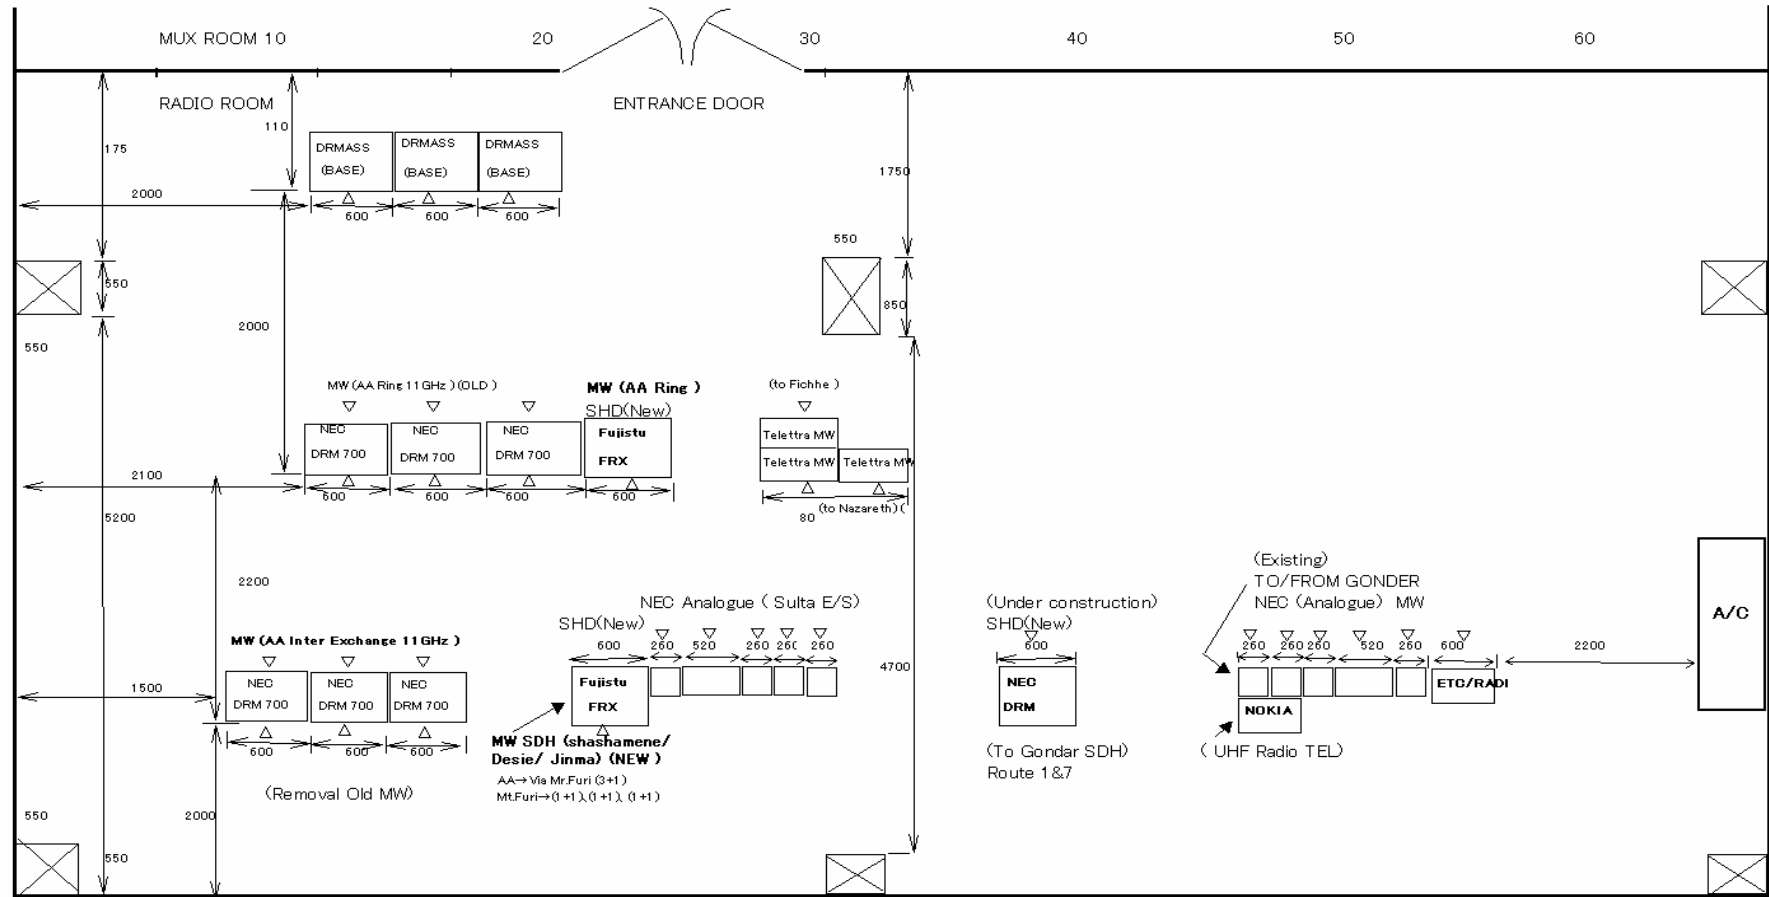 MUX ROOM 10 20 30 40 50 60
RADIO ROOM
ENTRANCE DOOR
110
175
1750
DRMASS
(BASE)
DRMASS
(BASE)
DRMASS
(BASE)
2000
600 600 600
550
550
850
2000
550
MW (AA Ring 11GHz ) (OLD )
MW (AA Ring )
SHD(New)
(to Fichhe )
NEC
DRM 700
NEC
DRM 700
NEC
DRM 700
Fujistu
FRX
Telettra MW
Telettra MW
Telettra MW
2100
600 600 600 600
5200
80
(to Nazareth) (
2200
(Existing)
TO/FROM GONDER
NEC (Analogue) MW
A/C
NEC Analogue ( Sulta E/S)
SHD(New)
(Under construction)
SHD(New)
MW (AA Inter Exchange 11GHz )
600 260 520 260 260 260
600
260 260 260 520 260 600
2200
4700
1500
NEC
DRM 700
NEC
DRM 700
NEC
DRM 700
Fujistu
FRX
NEC
DRM
ETC/RADI
NOKIA
600 600 600
MW SDH (shashamene/
Desie/ Jinma) (NEW )
AA→Via Mr.Furi (3+1)
Mt.Furi→(1+1),(1+1), (1+1)
(To Gondar SDH)
Route 1&7
( UHF Radio TEL)
(Removal Old MW)
550
2000
550